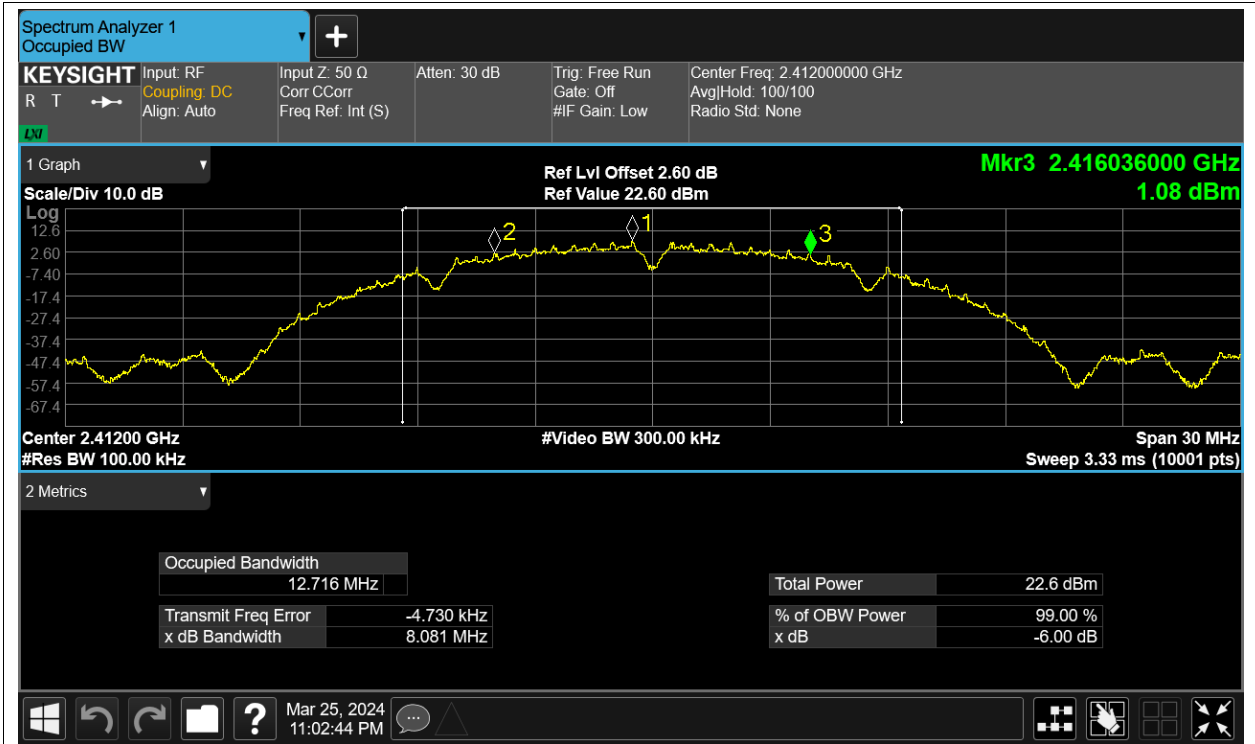 Spectrum Analyzer 1
Occupied BW
KEYSIGHT
R T
LXI
Input: RF
Coupling: DC
Align: Auto
Input Z: 50 Ω
Corr CCorr
Freq Ref: Int (S)
Atten: 30 dB
Trig: Free Run
Gate: Off
#IF Gain: Low
Center Freq: 2.412000000 GHz
Avg|Hold: 100/100
Radio Std: None
1 Graph
Scale/Div 10.0 dB
Ref Lvl Offset 2.60 dB
Ref Value 22.60 dBm
Mkr3 2.416036000 GHz
1.08 dBm
Log
12.6
2.60
-7.40
-17.4
-27.4
-37.4
-47.4
-57.4
-67.4
2
1
3
Center 2.41200 GHz
#Res BW 100.00 kHz
#Video BW 300.00 kHz
Span 30 MHz
Sweep 3.33 ms (10001 pts)
2 Metrics
Occupied Bandwidth
12.716 MHz
Transmit Freq Error -4.730 kHz
x dB Bandwidth 8.081 MHz
Total Power 22.6 dBm
% of OBW Power 99.00 %
x dB -6.00 dB
?
Mar 25, 2024
11:02:44 PM